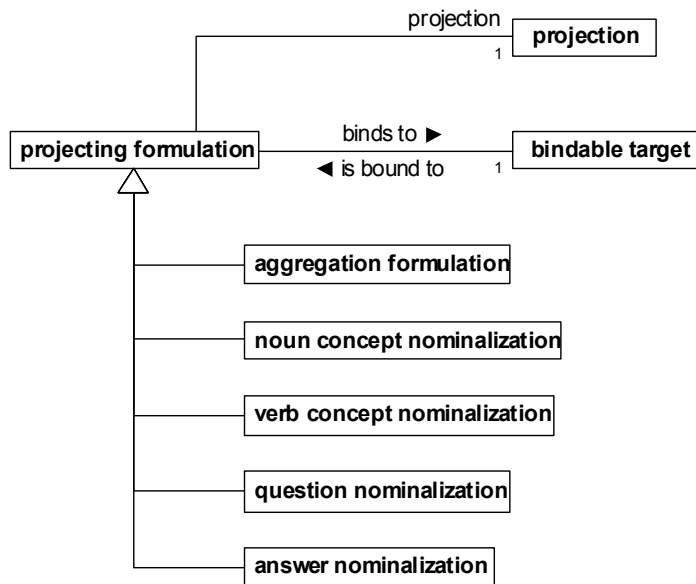 projection
1
projection
projecting formulation
binds to ►
◄ is bound to
1
bindable target
aggregation formulation
noun concept nominalization
verb concept nominalization
question nominalization
answer nominalization